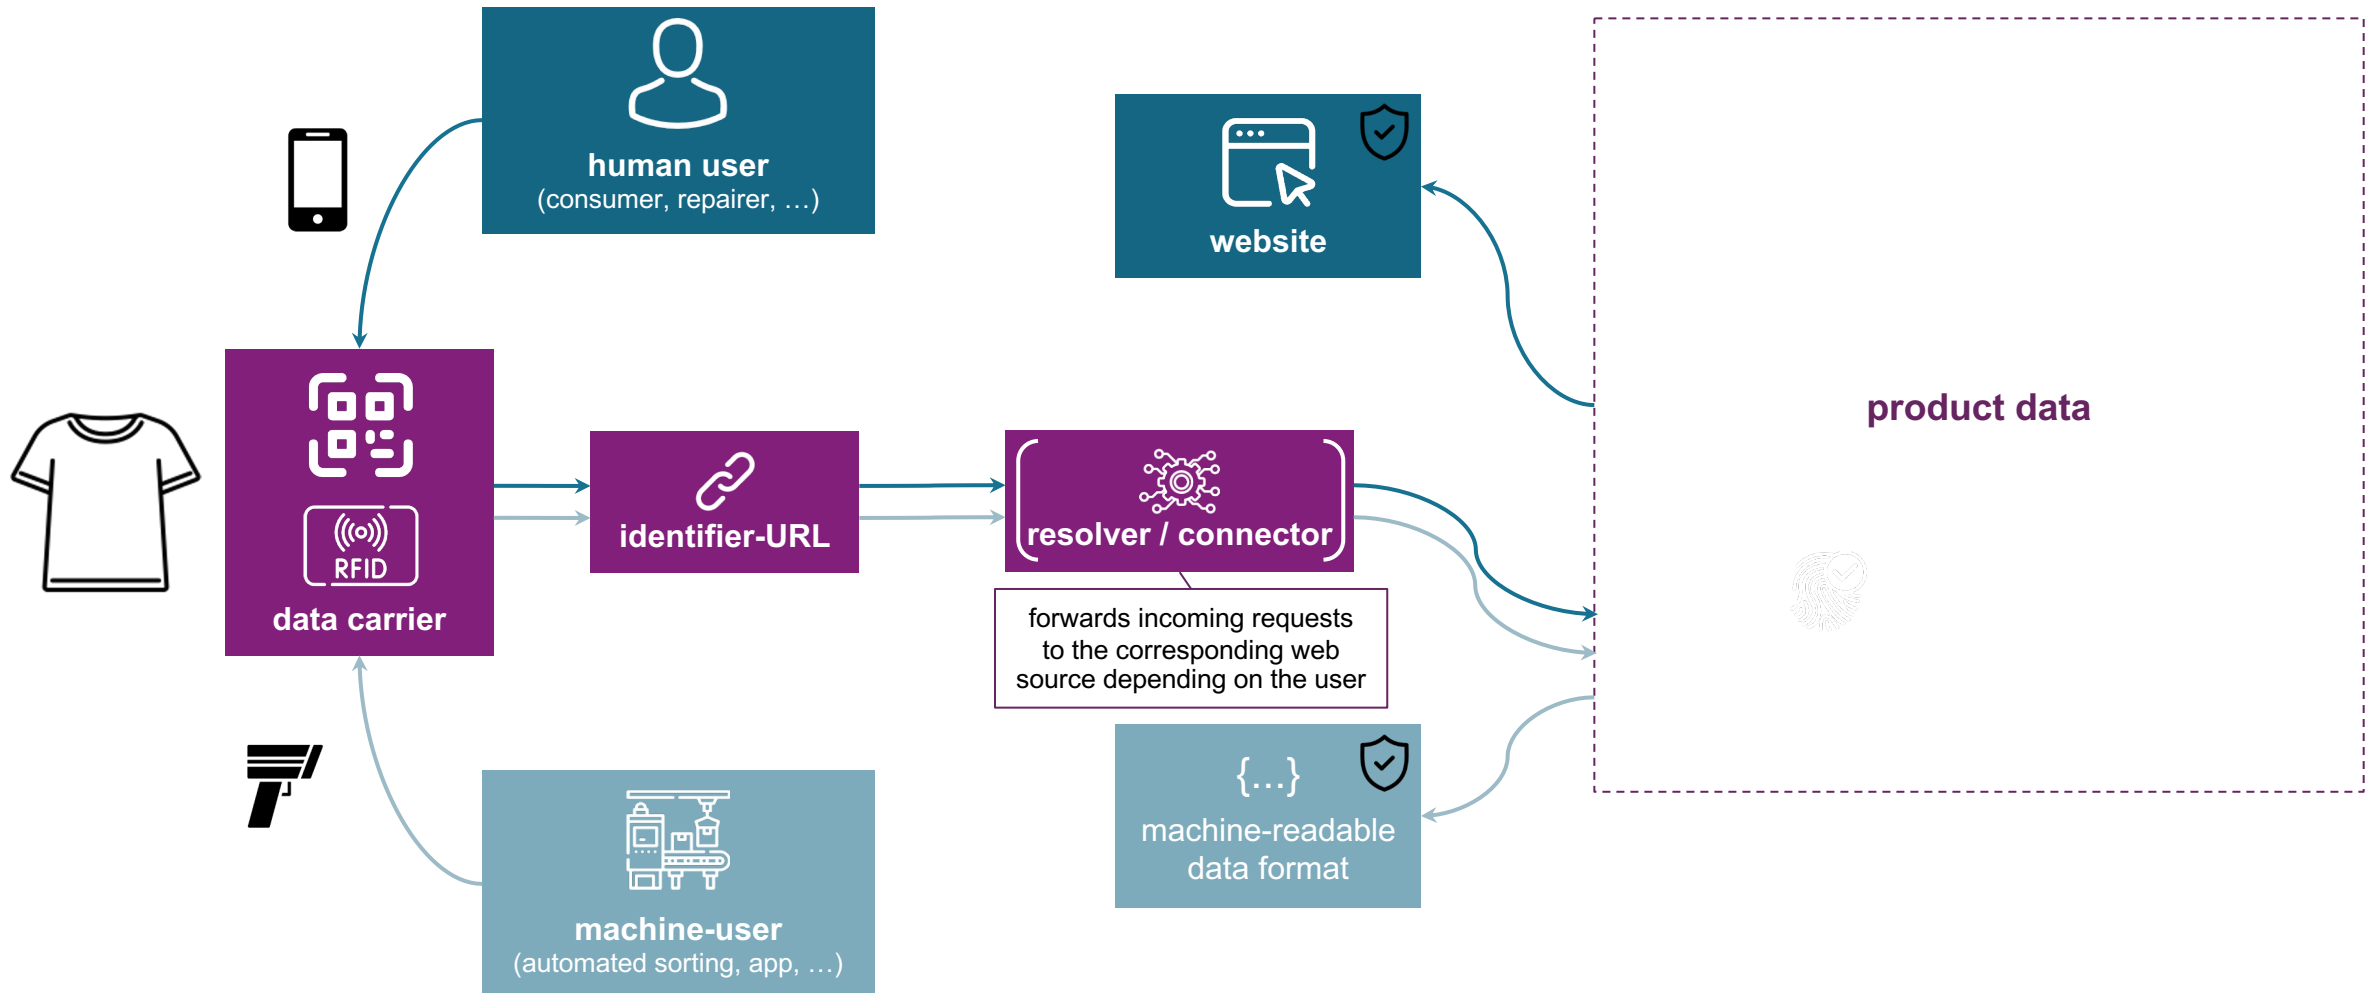 human user
(consumer, repairer, …)
website
product data
RFID
data carrier
identifier-URL
resolver / connector
forwards incoming requests
to the corresponding web
source depending on the user
{...}
machine-readable
data format
machine-user
(automated sorting, app, …)